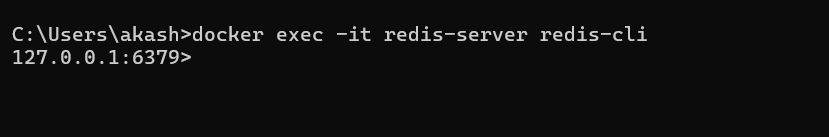 C:\Users\akash>docker exec -it redis-server redis-cli
127.0.0.1:6379>